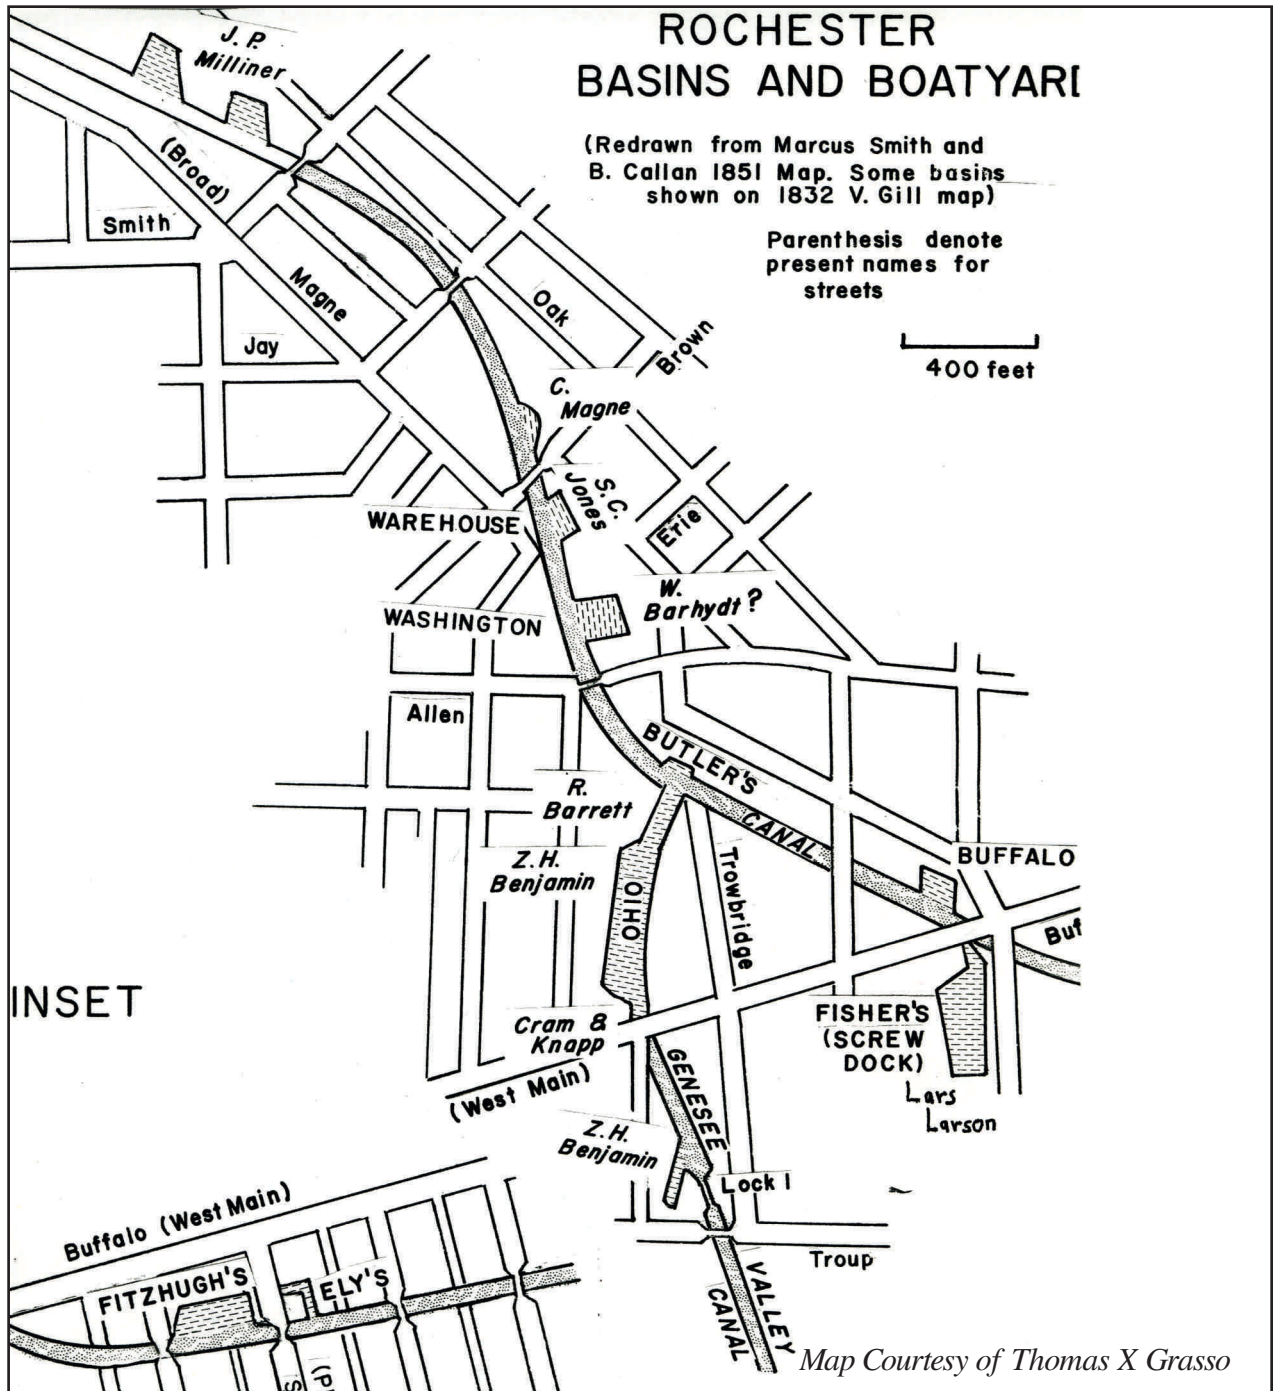 ROCHESTER
BASINS AND BOATYARD
(Redrawn from Marcus Smith and
B. Callan 1851 Map. Some basins
shown on 1832 V. Gill map)
Parenthesis denote
present names for
streets
400 feet
J. P.
Milliner
(Broad)
Smith
Magne
Jay
Oak
Brown
C.
Magne
S. C.
Jones
WAREHOUSE
Erie
W.
Barhydt?
WASHINGTON
Allen
BUTLER'S
R.
Barrett
CANAL
Z. H.
Benjamin
OHIO
Trowbridge
BUFFALO
Buf
INSET
Cram &
Knapp
(West Main)
FISHER'S
(SCREW
DOCK)
Lars
Larson
GENESEE
Z. H.
Benjamin
Lock 1
Troup
VALLEY
CANAL
Buffalo (West Main)
FITZHUGH'S
ELY'S
Map Courtesy of Thomas X Grasso